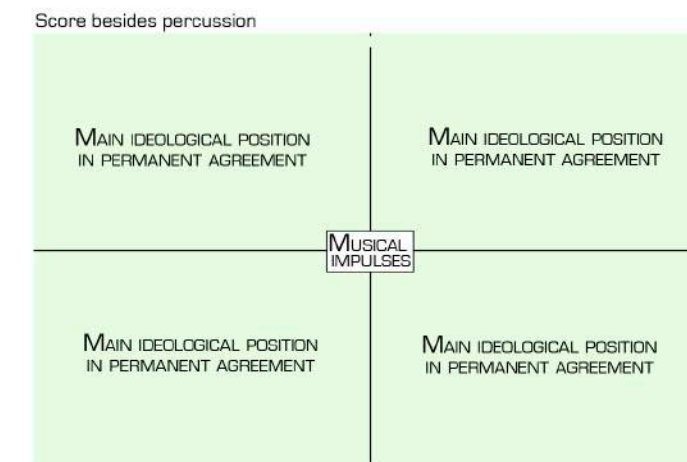 Score besides percussion
MAIN IDEOLOGICAL POSITION
IN PERMANENT AGREEMENT
MAIN IDEOLOGICAL POSITION
IN PERMANENT AGREEMENT
MUSICAL
IMPULSES
MAIN IDEOLOGICAL POSITION
IN PERMANENT AGREEMENT
MAIN IDEOLOGICAL POSITION
IN PERMANENT AGREEMENT